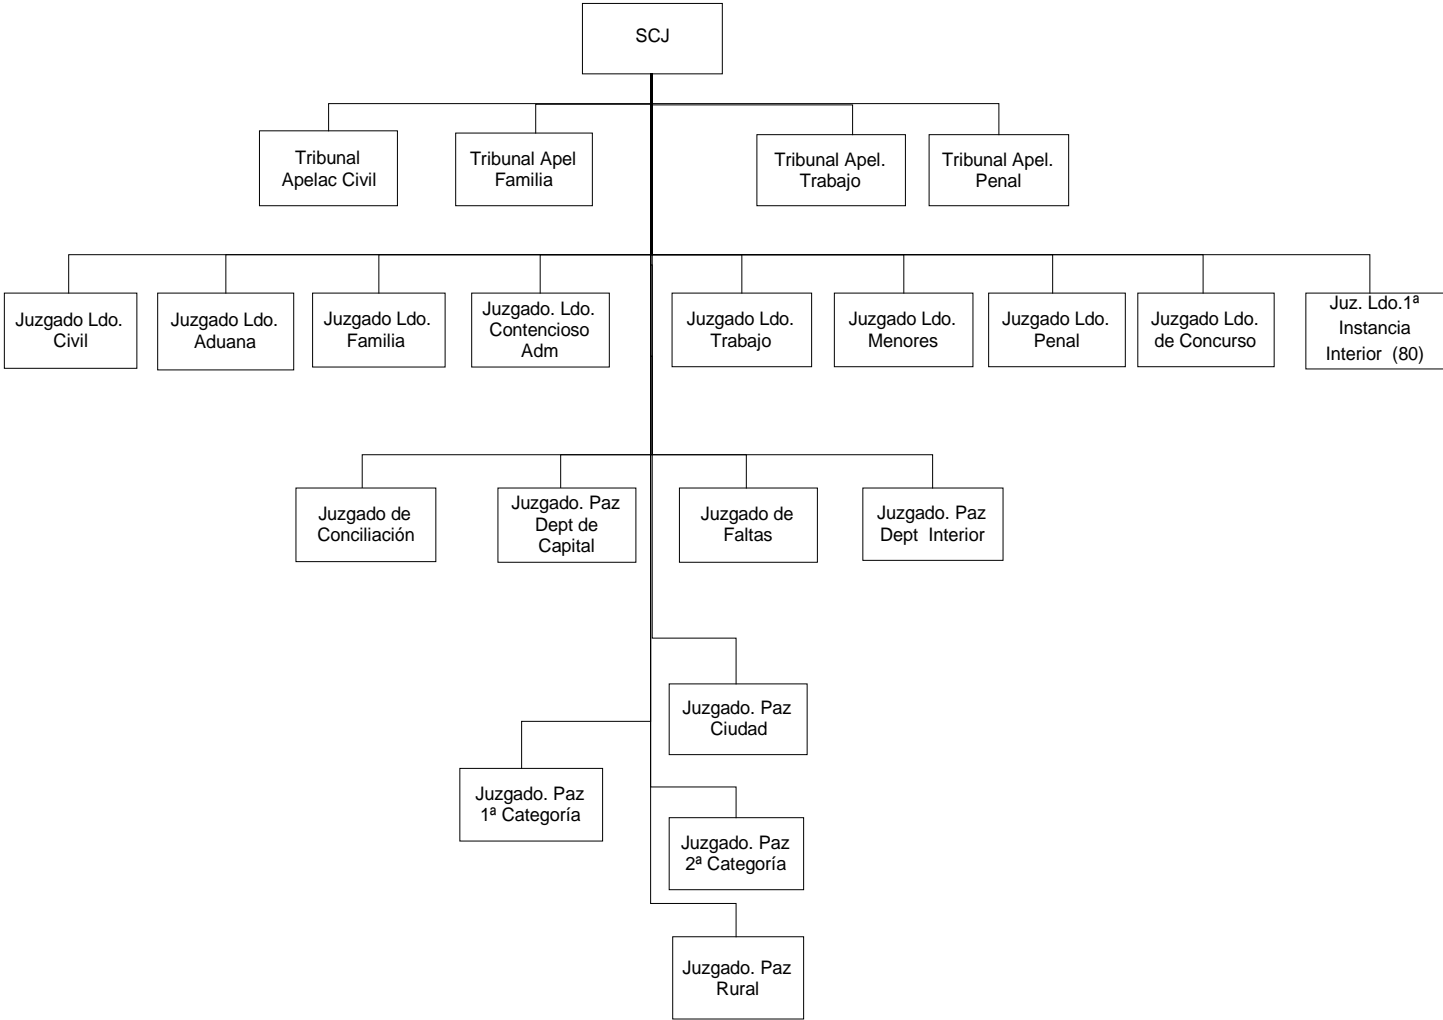 SCJ
Tribunal
Apelac Civil
Tribunal Apel
Familia
Tribunal Apel.
Trabajo
Tribunal Apel.
Penal
Juzgado Ldo.
Civil
Juzgado Ldo.
Aduana
Juzgado Ldo.
Familia
Juzgado. Ldo.
Contencioso
Adm
Juzgado Ldo.
Trabajo
Juzgado Ldo.
Menores
Juzgado Ldo.
Penal
Juzgado Ldo.
de Concurso
Juz. Ldo.1ª
Instancia
Interior (80)
Juzgado de
Conciliación
Juzgado. Paz
Dept de
Capital
Juzgado de
Faltas
Juzgado. Paz
Dept Interior
Juzgado. Paz
Ciudad
Juzgado. Paz
1ª Categoría
Juzgado. Paz
2ª Categoría
Juzgado. Paz
Rural